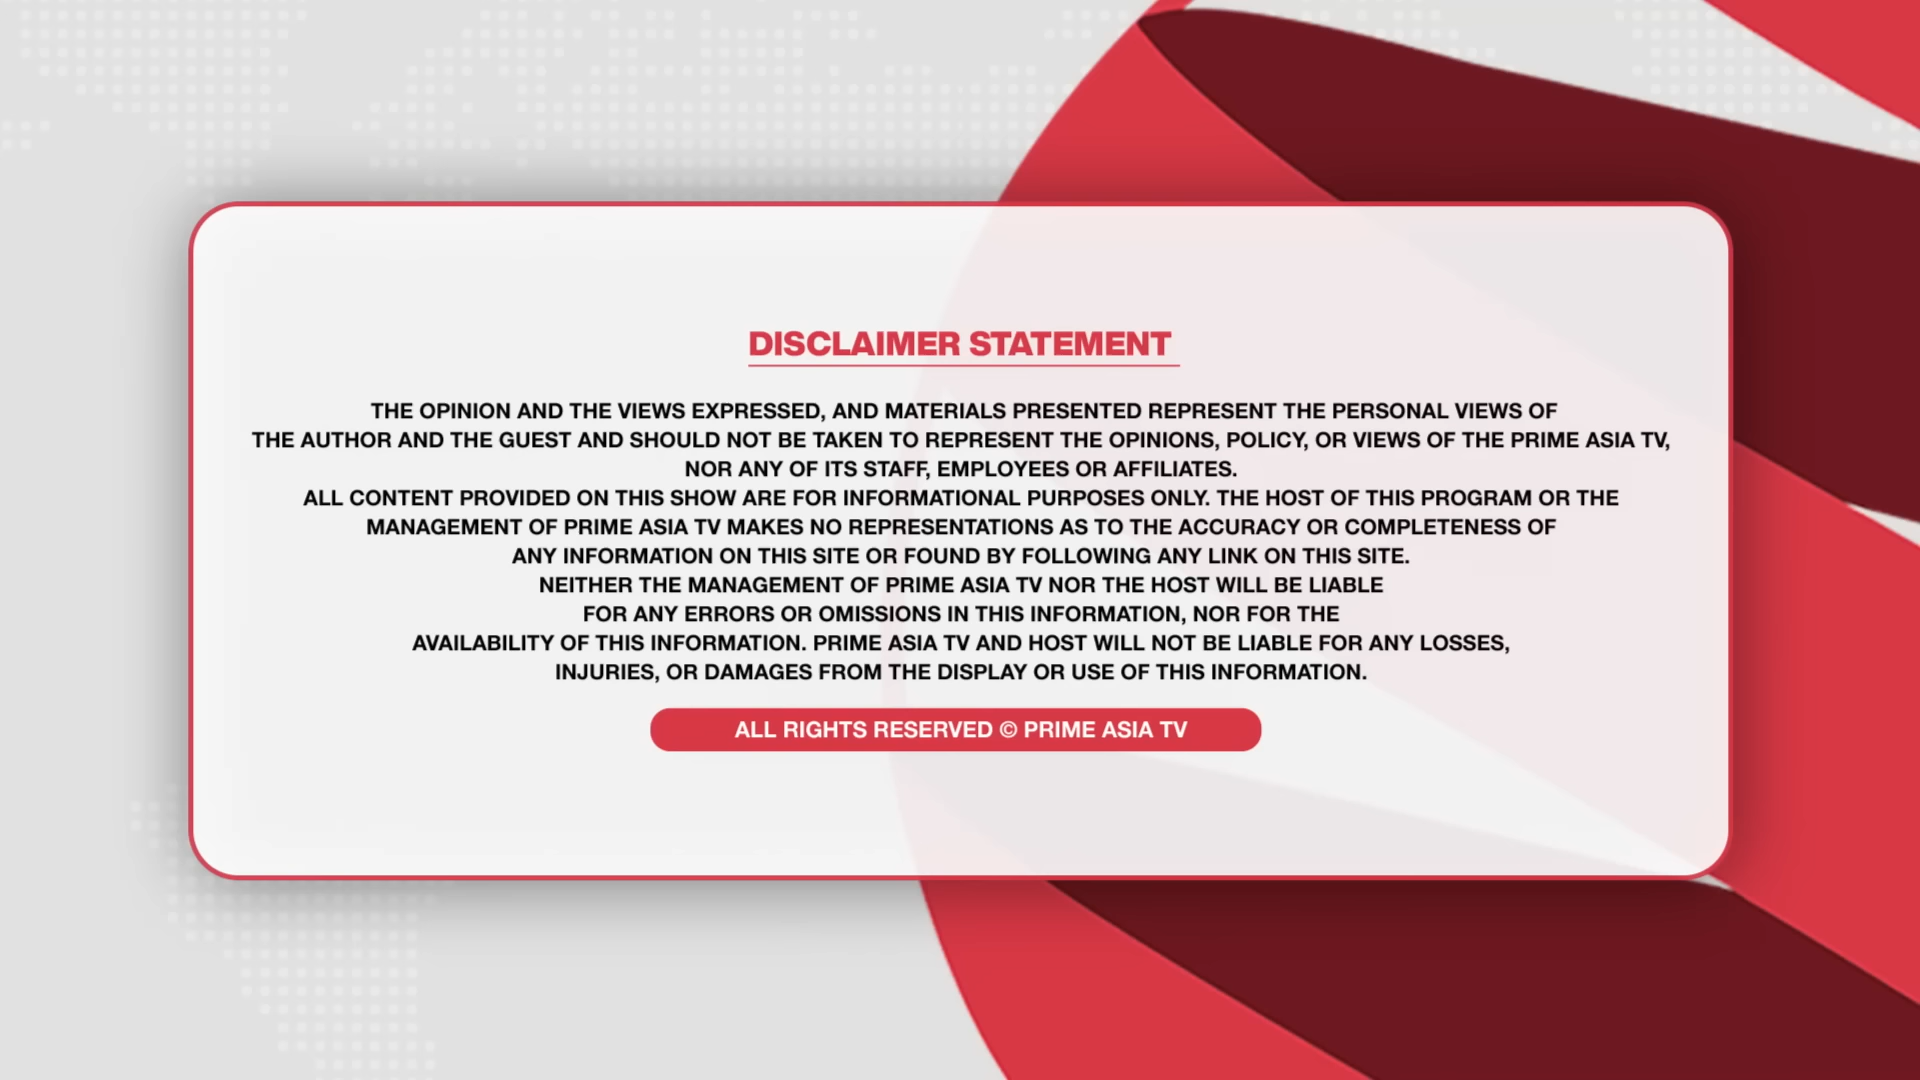 DISCLAIMER STATEMENT
THE OPINION AND THE VIEWS EXPRESSED, AND MATERIALS PRESENTED REPRESENT THE PERSONAL VIEWS OF
THE AUTHOR AND THE GUEST AND SHOULD NOT BE TAKEN TO REPRESENT THE OPINIONS, POLICY, OR VIEWS OF THE PRIME ASIA TV,
NOR ANY OF ITS STAFF, EMPLOYEES OR AFFILIATES.
ALL CONTENT PROVIDED ON THIS SHOW ARE FOR INFORMATIONAL PURPOSES ONLY. THE HOST OF THIS PROGRAM OR THE
MANAGEMENT OF PRIME ASIA TV MAKES NO REPRESENTATIONS AS TO THE ACCURACY OR COMPLETENESS OF
ANY INFORMATION ON THIS SITE OR FOUND BY FOLLOWING ANY LINK ON THIS SITE.
NEITHER THE MANAGEMENT OF PRIME ASIA TV NOR THE HOST WILL BE LIABLE
FOR ANY ERRORS OR OMISSIONS IN THIS INFORMATION, NOR FOR THE
AVAILABILITY OF THIS INFORMATION. PRIME ASIA TV AND HOST WILL NOT BE LIABLE FOR ANY LOSSES,
INJURIES, OR DAMAGES FROM THE DISPLAY OR USE OF THIS INFORMATION.
ALL RIGHTS RESERVED © PRIME ASIA TV